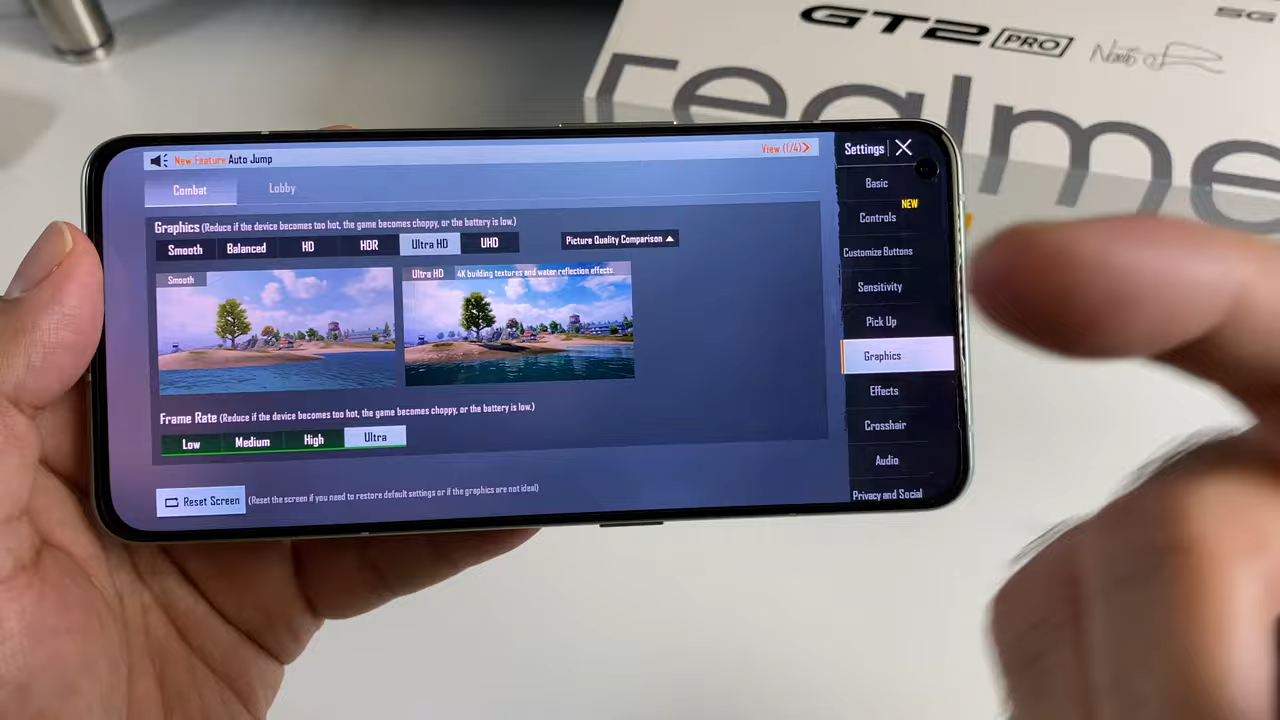 GT2 PRO
5G
realme
New Feature Auto Jump
View (1/4)
Settings
Combat
Lobby
Graphics (Reduce if the device becomes too hot, the game becomes choppy, or the battery is low.)
Smooth Balanced HD HDR Ultra HD UHD
Picture Quality Comparison
Smooth
Ultra HD 4K building textures and water reflection effects.
Frame Rate (Reduce if the device becomes too hot, the game becomes choppy, or the battery is low.)
Low Medium High Ultra
Reset Screen (Reset the screen if you need to restore default settings or if the graphics are not ideal)
Basic
NEW
Controls
Customize Buttons
Sensitivity
Pick Up
Graphics
Effects
Crosshair
Audio
Privacy and Social